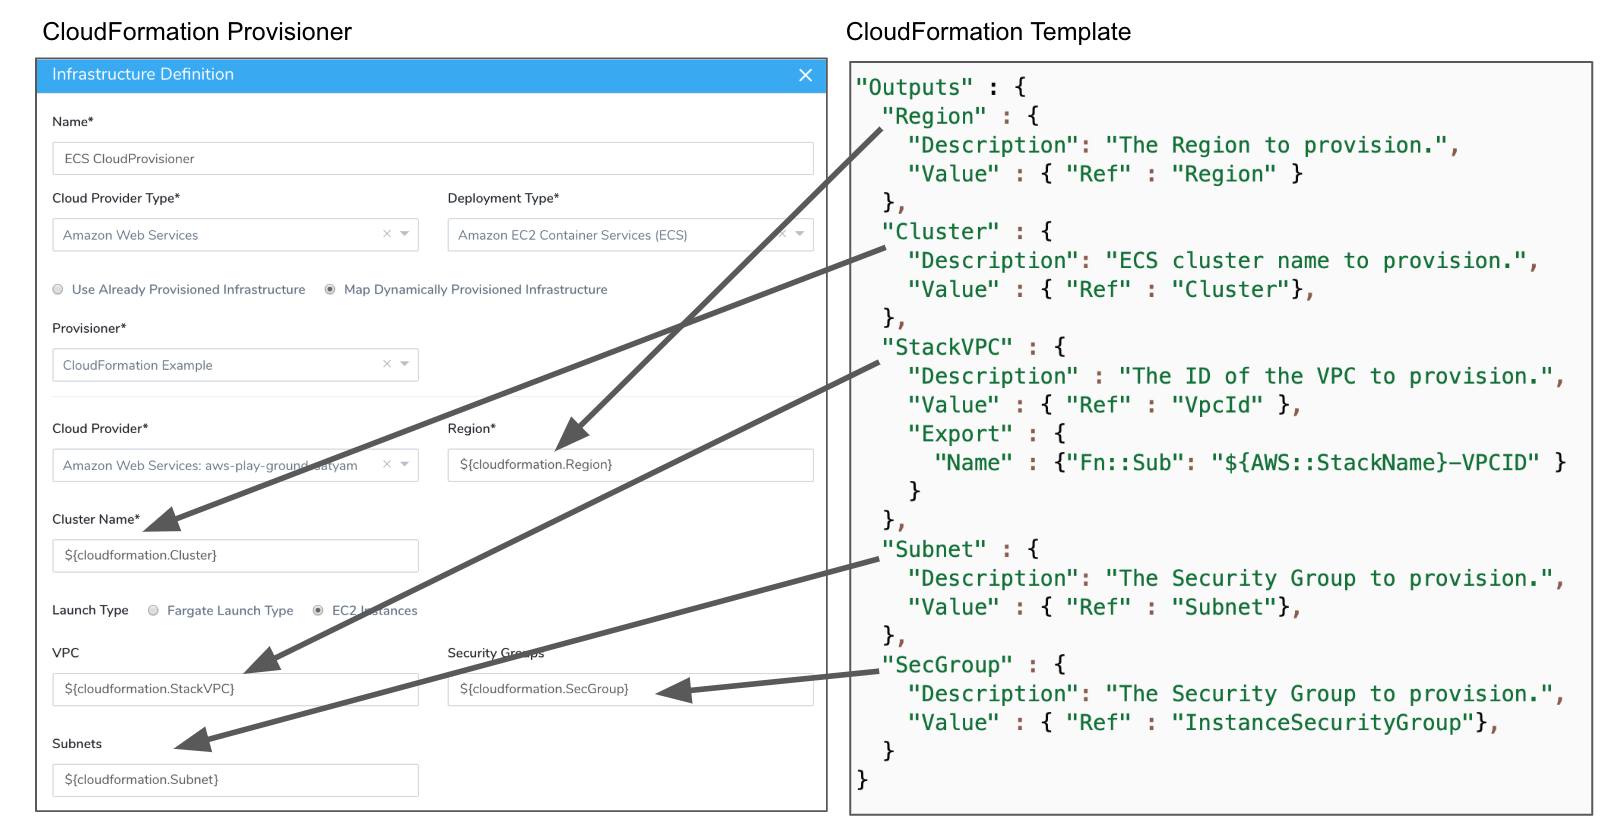 CloudFormation Provisioner
Infrastructure Definition
Name*
ECS CloudProvisioner
Cloud Provider Type*
Deployment Type*
Amazon Web Services
Amazon EC2 Container Services (ECS)
Use Already Provisioned Infrastructure
Map Dynamically Provisioned Infrastructure
Provisioner*
CloudFormation Example
Cloud Provider*
Region*
Amazon Web Services: aws-play-ground-satyam
${cloudformation.Region}
Cluster Name*
${cloudformation.Cluster}
Launch Type
Fargate Launch Type
EC2 Instances
VPC
Security Groups
${cloudformation.StackVPC}
${cloudformation.SecGroup}
Subnets
${cloudformation.Subnet}
CloudFormation Template
"Outputs" : {
"Region" : {
"Description": "The Region to provision.",
"Value" : { "Ref" : "Region" }
},
"Cluster" : {
"Description": "ECS cluster name to provision.",
"Value" : { "Ref" : "Cluster"},
},
"StackVPC" : {
"Description" : "The ID of the VPC to provision.",
"Value" : { "Ref" : "VpcId" },
"Export" : {
"Name" : {"Fn::Sub": "${AWS::StackName}-VPCID" }
}
},
"Subnet" : {
"Description": "The Security Group to provision.",
"Value" : { "Ref" : "Subnet"},
},
"SecGroup" : {
"Description": "The Security Group to provision.",
"Value" : { "Ref" : "InstanceSecurityGroup"},
}
}